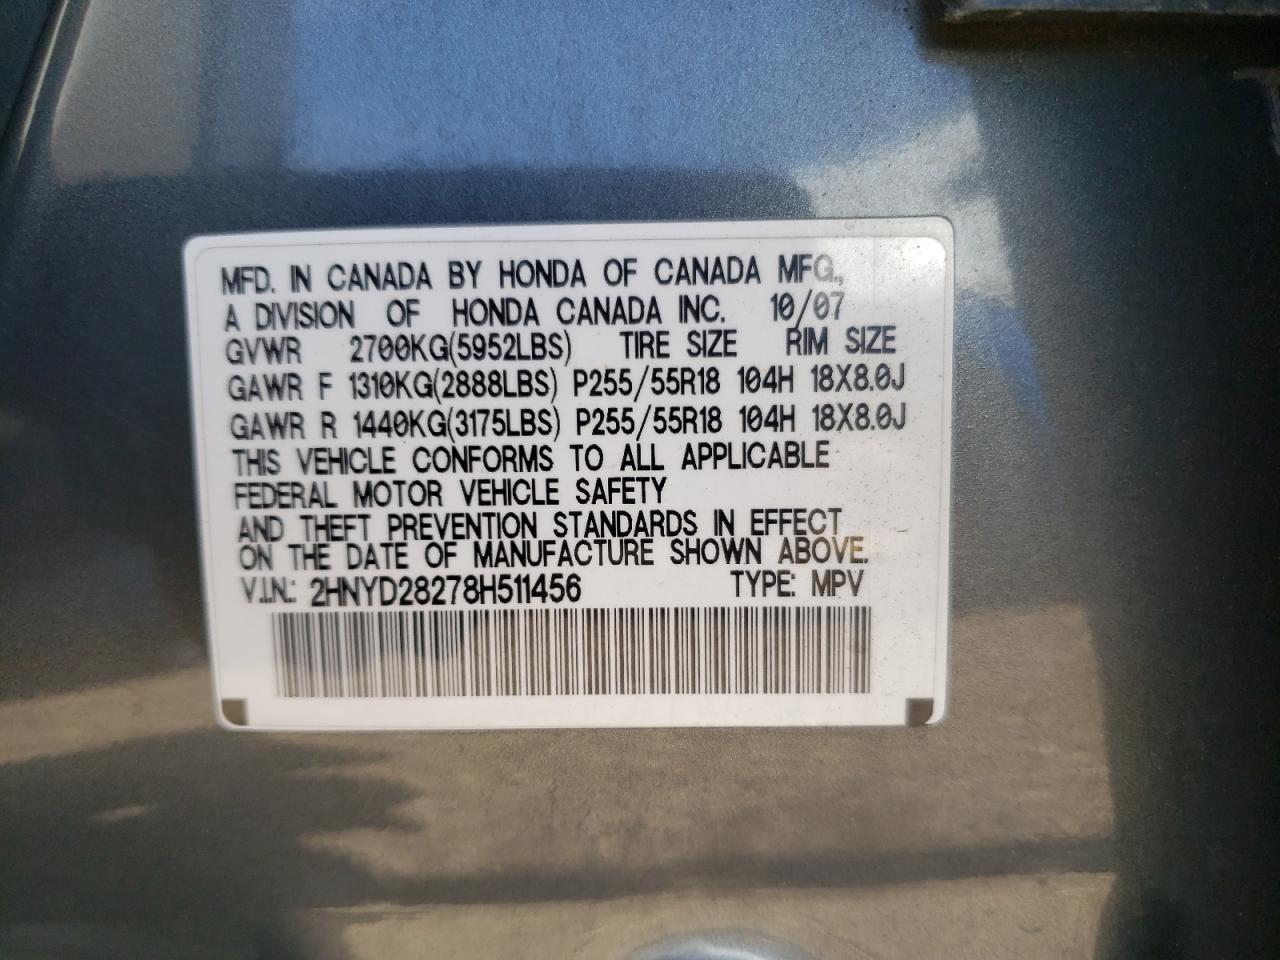 MFD. IN CANADA BY HONDA OF CANADA MFG.,
A DIVISION OF HONDA CANADA INC. 10/07
GVWR 2700KG(5952LBS) TIRE SIZE RIM SIZE
GAWR F 1310KG(2888LBS) P255/55R18 104H 18X8.0J
GAWR R 1440KG(3175LBS) P255/55R18 104H 18X8.0J
THIS VEHICLE CONFORMS TO ALL APPLICABLE
FEDERAL MOTOR VEHICLE SAFETY
AND THEFT PREVENTION STANDARDS IN EFFECT
ON THE DATE OF MANUFACTURE SHOWN ABOVE.
V.I.N.: 2HNYD28278H511456 TYPE: MPV